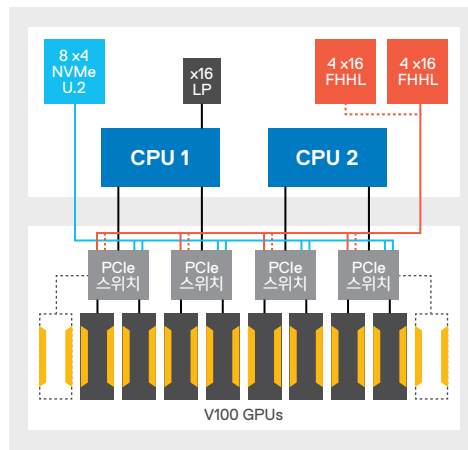 8 x4
NVMe
U.2
x16
LP
4 x16
FHHL
4 x16
FHHL
CPU 1
CPU 2
PCIe
스위치
PCIe
스위치
PCIe
스위치
PCIe
스위치
V100 GPUs